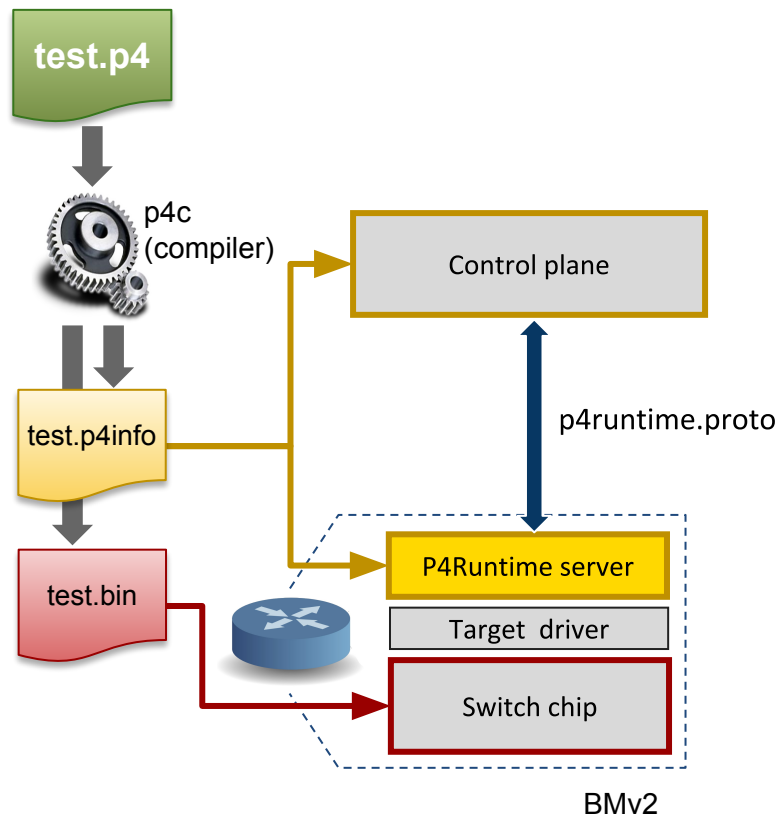 test.p4
p4c
(compiler)
Control plane
test.p4info
p4runtime.proto
P4Runtime server
test.bin
Target driver
Switch chip
BMv2